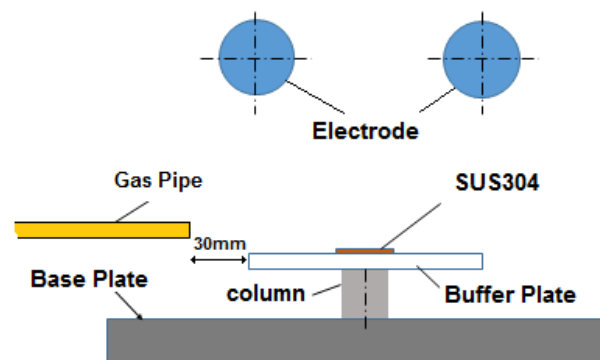 Electrode
SUS304
Gas Pipe
30mm
Base Plate
column
Buffer Plate